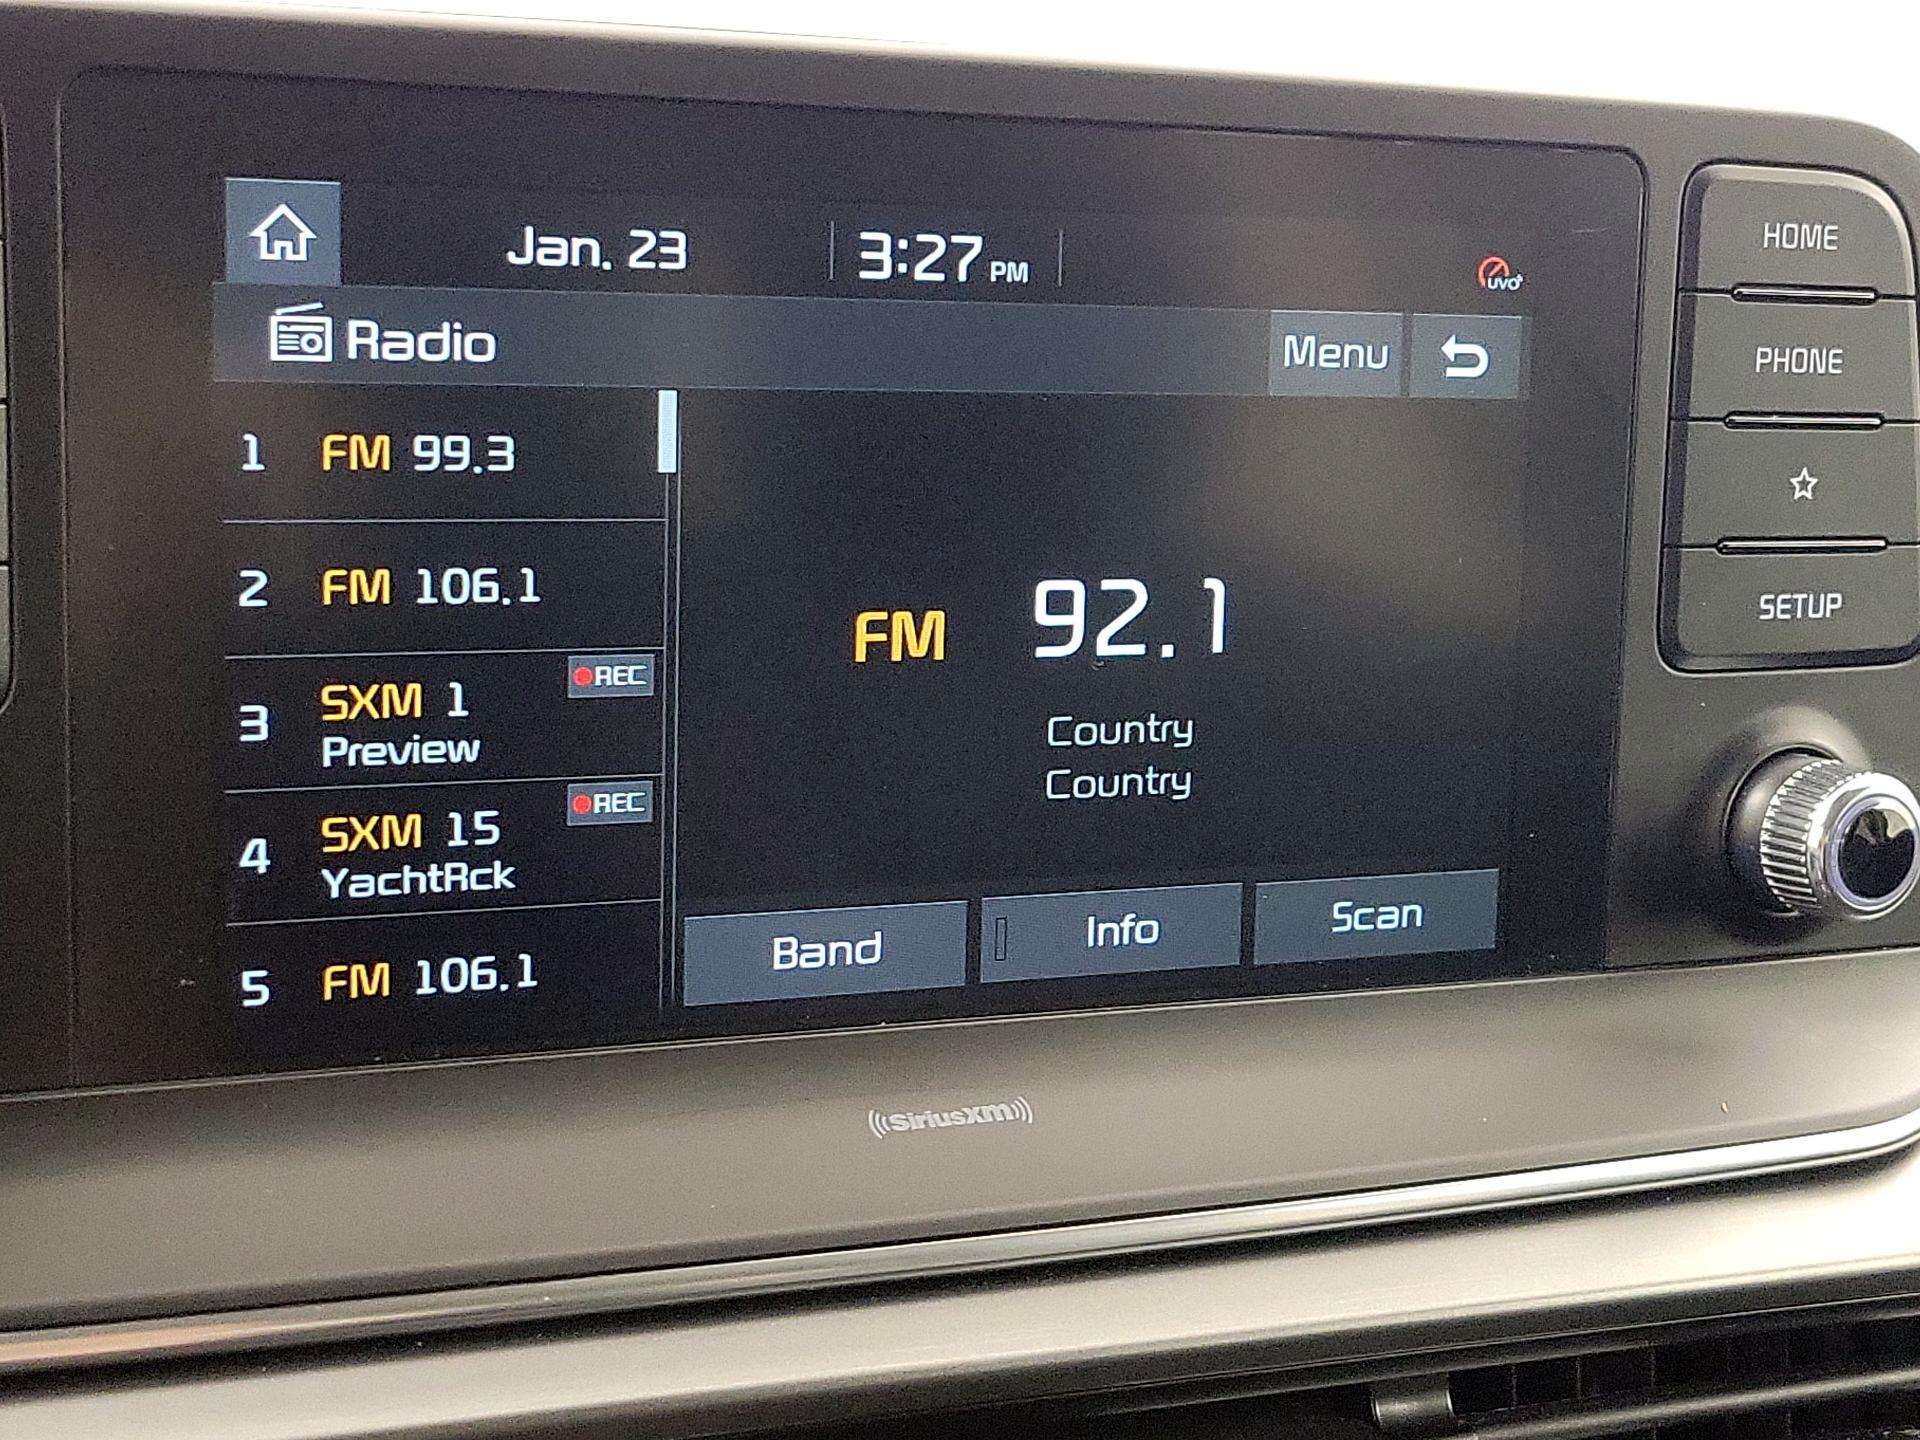 Jan. 23
3:27 PM
UVO
Radio
Menu
1 FM 99.3
2 FM 106.1
3 SXM 1 REC
Preview
4 SXM 15 REC
YachtRck
5 FM 106.1
FM 92.1
Country
Country
Band
Info
Scan
HOME
PHONE
SETUP
((SiriusXM))